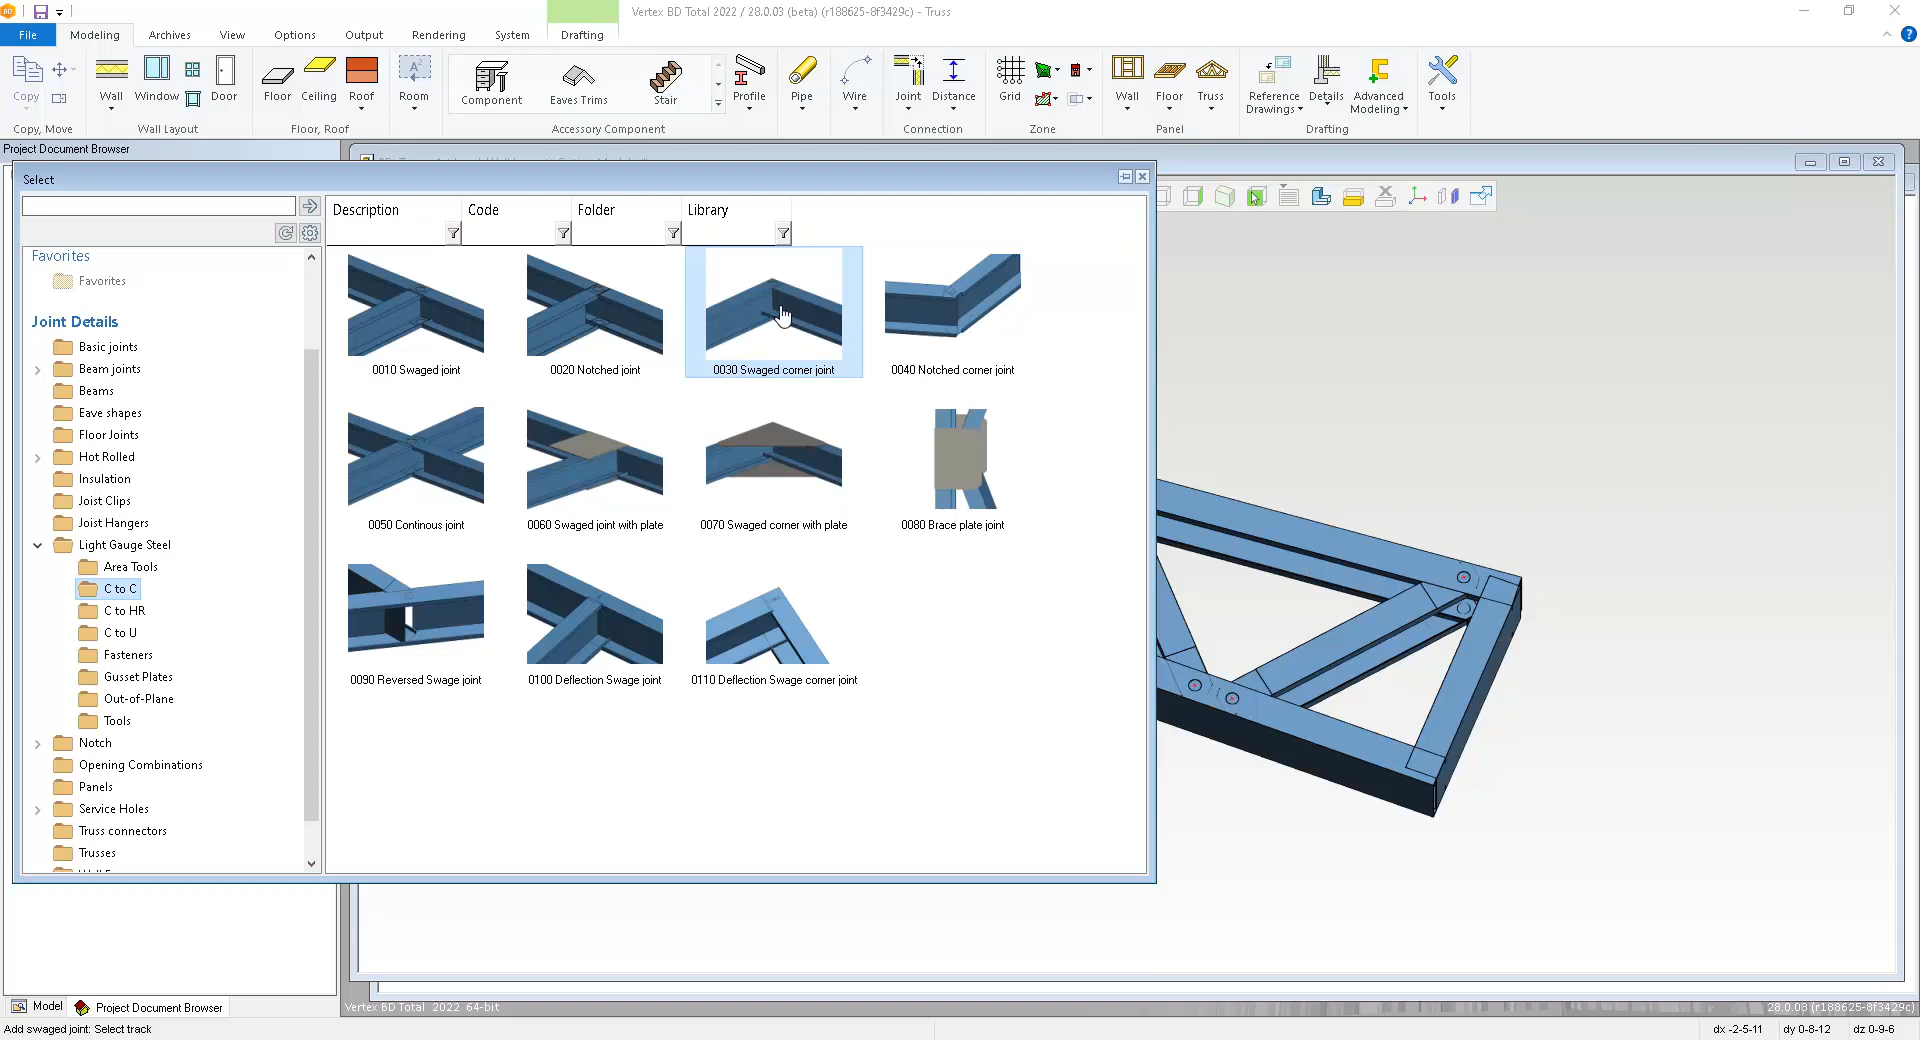 BD
Vertex BD Total 2022 / 28.0.03 (beta) (r188625-8f3429c) - Truss
File
Modeling
Archives
View
Options
Output
Rendering
System
Drafting
?
Copy
Wall
Window
Door
Floor
Ceiling
Roof
Room
Component
Eaves Trims
Stair
Profile
Pipe
Wire
Joint
Distance
Grid
Wall
Floor
Truss
Reference
Drawings
Details
Advanced
Modeling
Tools
Copy, Move
Wall Layout
Floor, Roof
Accessory Component
Connection
Zone
Panel
Drafting
Project Document Browser
Select
Description
Code
Folder
Library
Favorites
Favorites
Joint Details
Basic joints
Beam joints
Beams
Eave shapes
Floor Joints
Hot Rolled
Insulation
Joist Clips
Joist Hangers
Light Gauge Steel
Area Tools
C to C
C to HR
C to U
Fasteners
Gusset Plates
Out-of-Plane
Tools
Notch
Opening Combinations
Panels
Service Holes
Truss connectors
Trusses
0010 Swaged joint
0020 Notched joint
0030 Swaged corner joint
0040 Notched corner joint
0050 Continous joint
0060 Swaged joint with plate
0070 Swaged corner with plate
0080 Brace plate joint
0090 Reversed Swage joint
0100 Deflection Swage joint
0110 Deflection Swage corner joint
Model
Project Document Browser
Vertex BD Total 2022 64-bit
28.0.03 (r188625-8f3429c)
Add swaged joint: Select track
dx -2-5-11
dy 0-8-12
dz 0-9-6